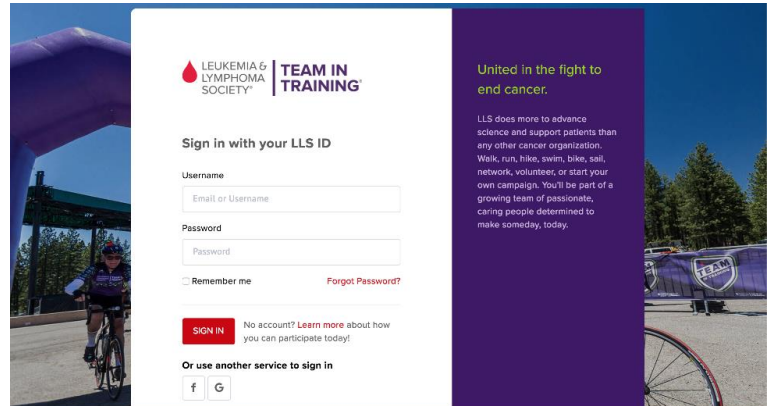 LEUKEMIA &
LYMPHOMA
SOCIETY®
TEAM IN
TRAINING®
Sign in with your LLS ID
Username
Email or Username
Password
Password
Remember me
Forgot Password?
SIGN IN
No account? Learn more about how
you can participate today!
Or use another service to sign in
f
G
United in the fight to
end cancer.
LLS does more to advance
science and support patients than
any other cancer organization.
Walk, run, hike, swim, bike, sail,
network, volunteer, or start your
own campaign. You'll be part of a
growing team of passionate,
caring people determined to
make someday, today.
TEAM